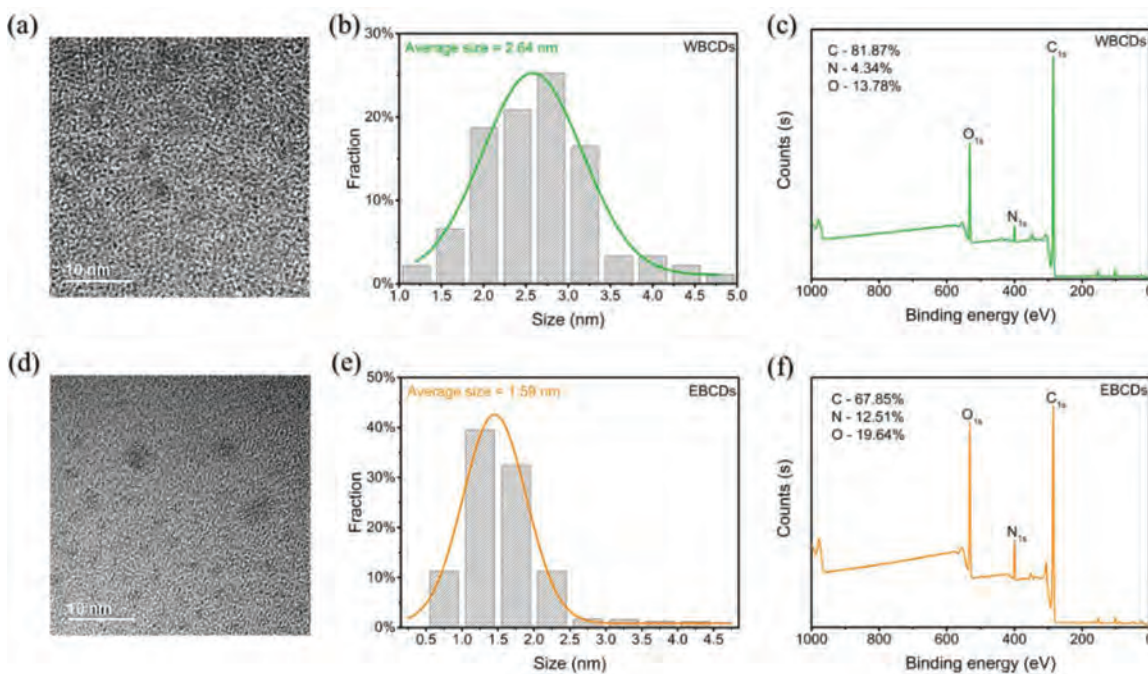 (a)
10 nm
(b)
Average size = 2.64 nm
WBCDs
30%
20%
10%
0%
Fraction
1.0 1.5 2.0 2.5 3.0 3.5 4.0 4.5 5.0
Size (nm)
(c)
C - 81.87%
N - 4.34%
O - 13.78%
WBCDs
C1s
O1s
N1s
Counts (s)
1000 800 600 400 200 0
Binding energy (eV)
(d)
10 nm
(e)
Average size = 1.59 nm
EBCDs
50%
40%
30%
20%
10%
0%
Fraction
0.5 1.0 1.5 2.0 2.5 3.0 3.5 4.0 4.5
Size (nm)
(f)
C - 67.85%
N - 12.51%
O - 19.64%
EBCDs
C1s
O1s
N1s
Counts (s)
1000 800 600 400 200 0
Binding energy (eV)